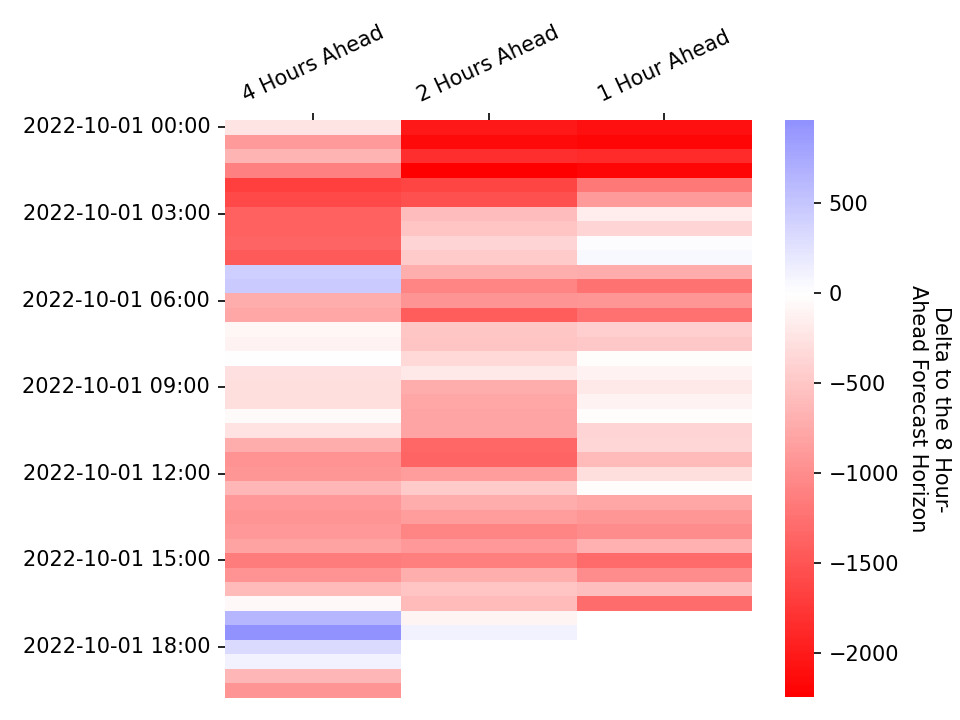 4 Hours Ahead
2 Hours Ahead
1 Hour Ahead
2022-10-01 00:00
2022-10-01 03:00
2022-10-01 06:00
2022-10-01 09:00
2022-10-01 12:00
2022-10-01 15:00
2022-10-01 18:00
500
0
−500
−1000
−1500
−2000
Delta to the 8 Hour-
Ahead Forecast Horizon